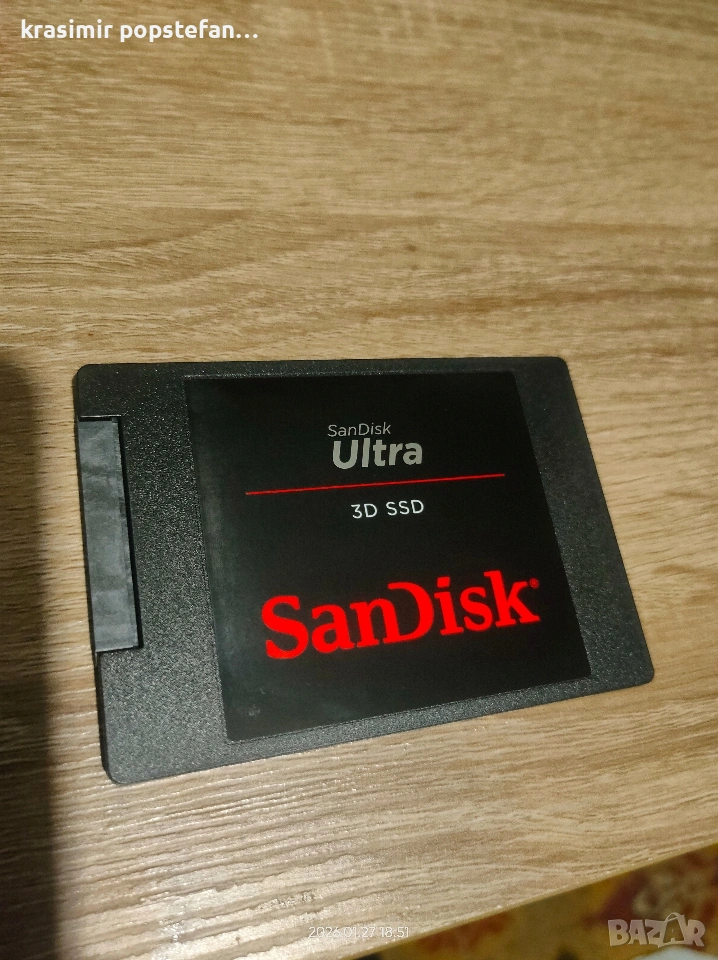 krasimir popstefan...
SanDisk
Ultra
3D SSD
SanDisk®
2026.01.27 18:51
BAZAR